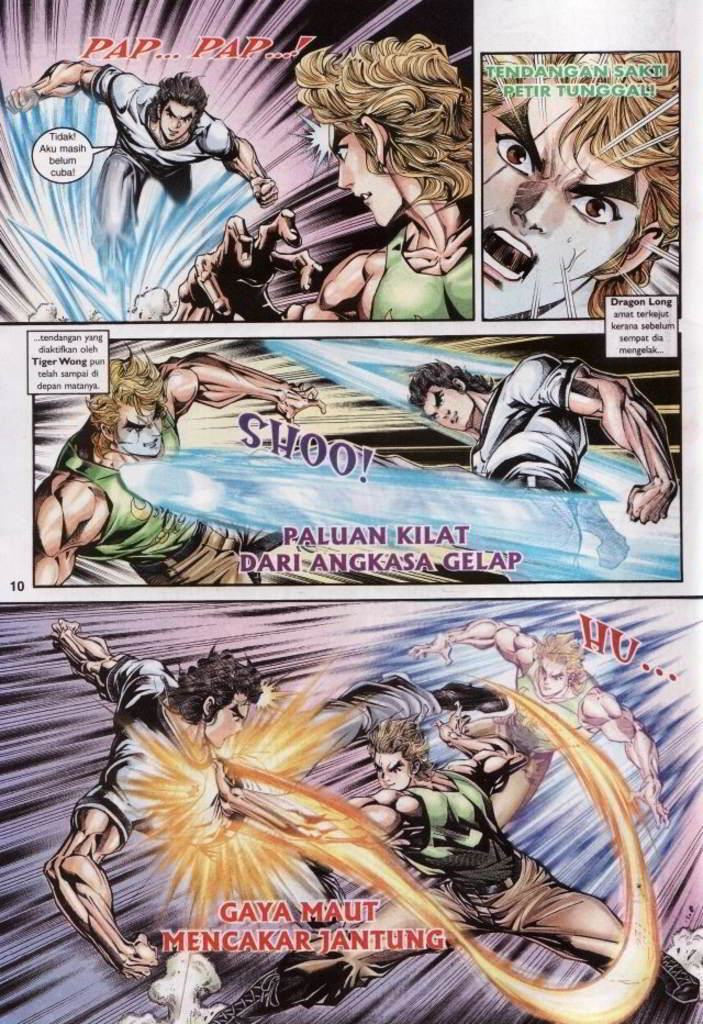 PAP... PAP...!
Tidak!
Aku masih
belum
cuba!
TENDANGAN SAKTI
PETIR TUNGGAL!
Dragon Long
amat terkejut
kerana sebelum
sempat dia
mengelak...
...tendangan yang
diaktifkan oleh
Tiger Wong pun
telah sampai di
depan matanya.
SHOO!
PALUAN KILAT
DARI ANGKASA GELAP
10
HU...
GAYA MAUT
MENCAKAR JANTUNG